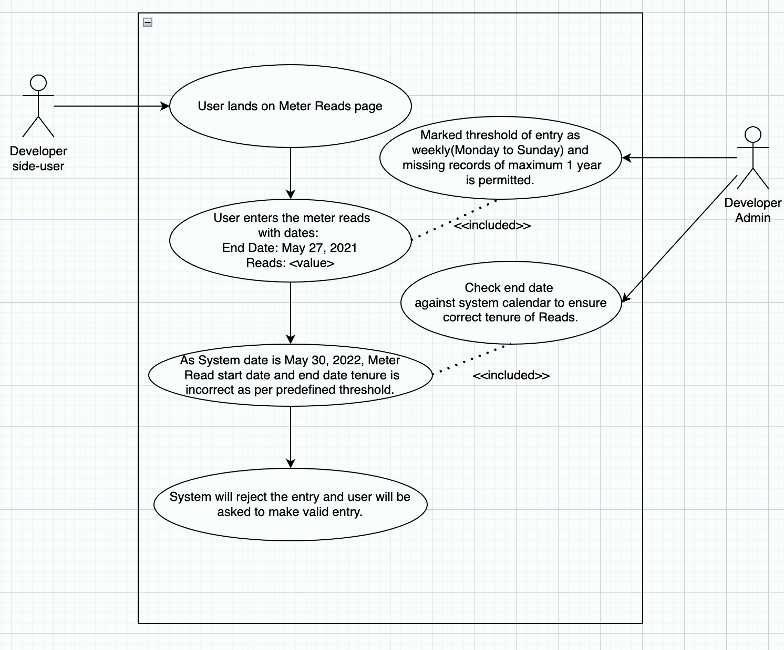 User lands on Meter Reads page
Developer
side-user
Marked threshold of entry as
weekly(Monday to Sunday) and
missing records of maximum 1 year
is permitted.
Developer
Admin
User enters the meter reads
with dates:
End Date: May 27, 2021
Reads: <value>
<<included>>
Check end date
against system calendar to ensure
correct tenure of Reads.
As System date is May 30, 2022, Meter
Read start date and end date tenure is
incorrect as per predefined threshold.
<<included>>
System will reject the entry and user will be
asked to make valid entry.